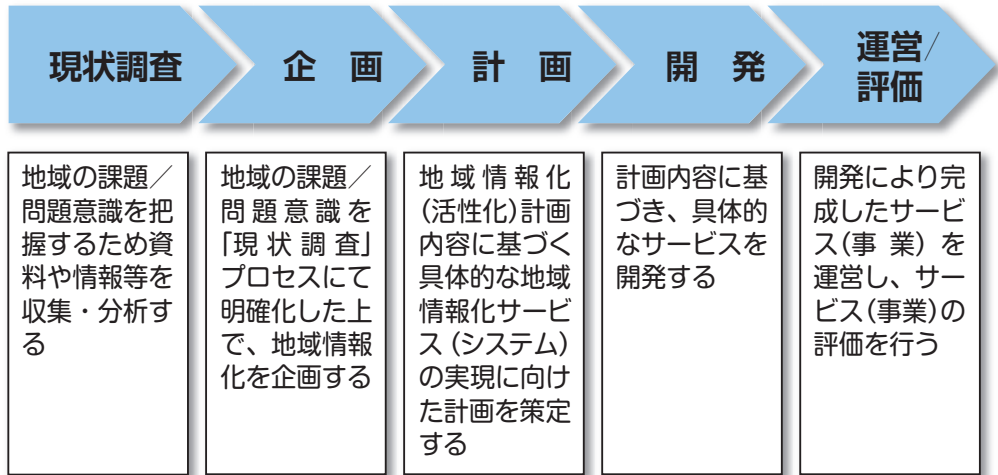 現状調査
企 画
計 画
開 発
運営/
評価
地域の課題/
問題意識を把
握するため資
料や情報等を
収集・分析す
る
地域の課題/
問題意識を
「現状調査」
プロセスにて
明確化した上
で、地域情報
化を企画する
地域情報化
(活性化)計画
内容に基づく
具体的な地域
情報化サービ
ス(システム)
の実現に向け
た計画を策定
する
計画内容に基
づき、具体的
なサービスを
開発する
開発により完
成したサービ
ス(事業)を
運営し、サー
ビス(事業)の
評価を行う